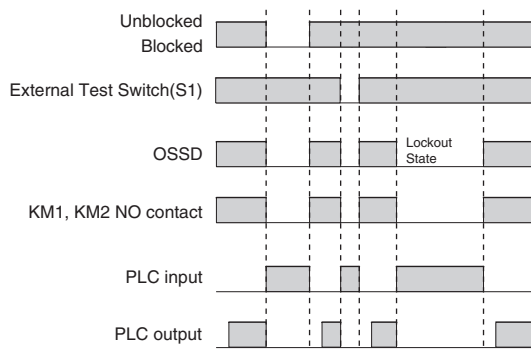 Unblocked
Blocked
External Test Switch(S1)
OSSD
Lockout
State
KM1, KM2 NO contact
PLC input
PLC output